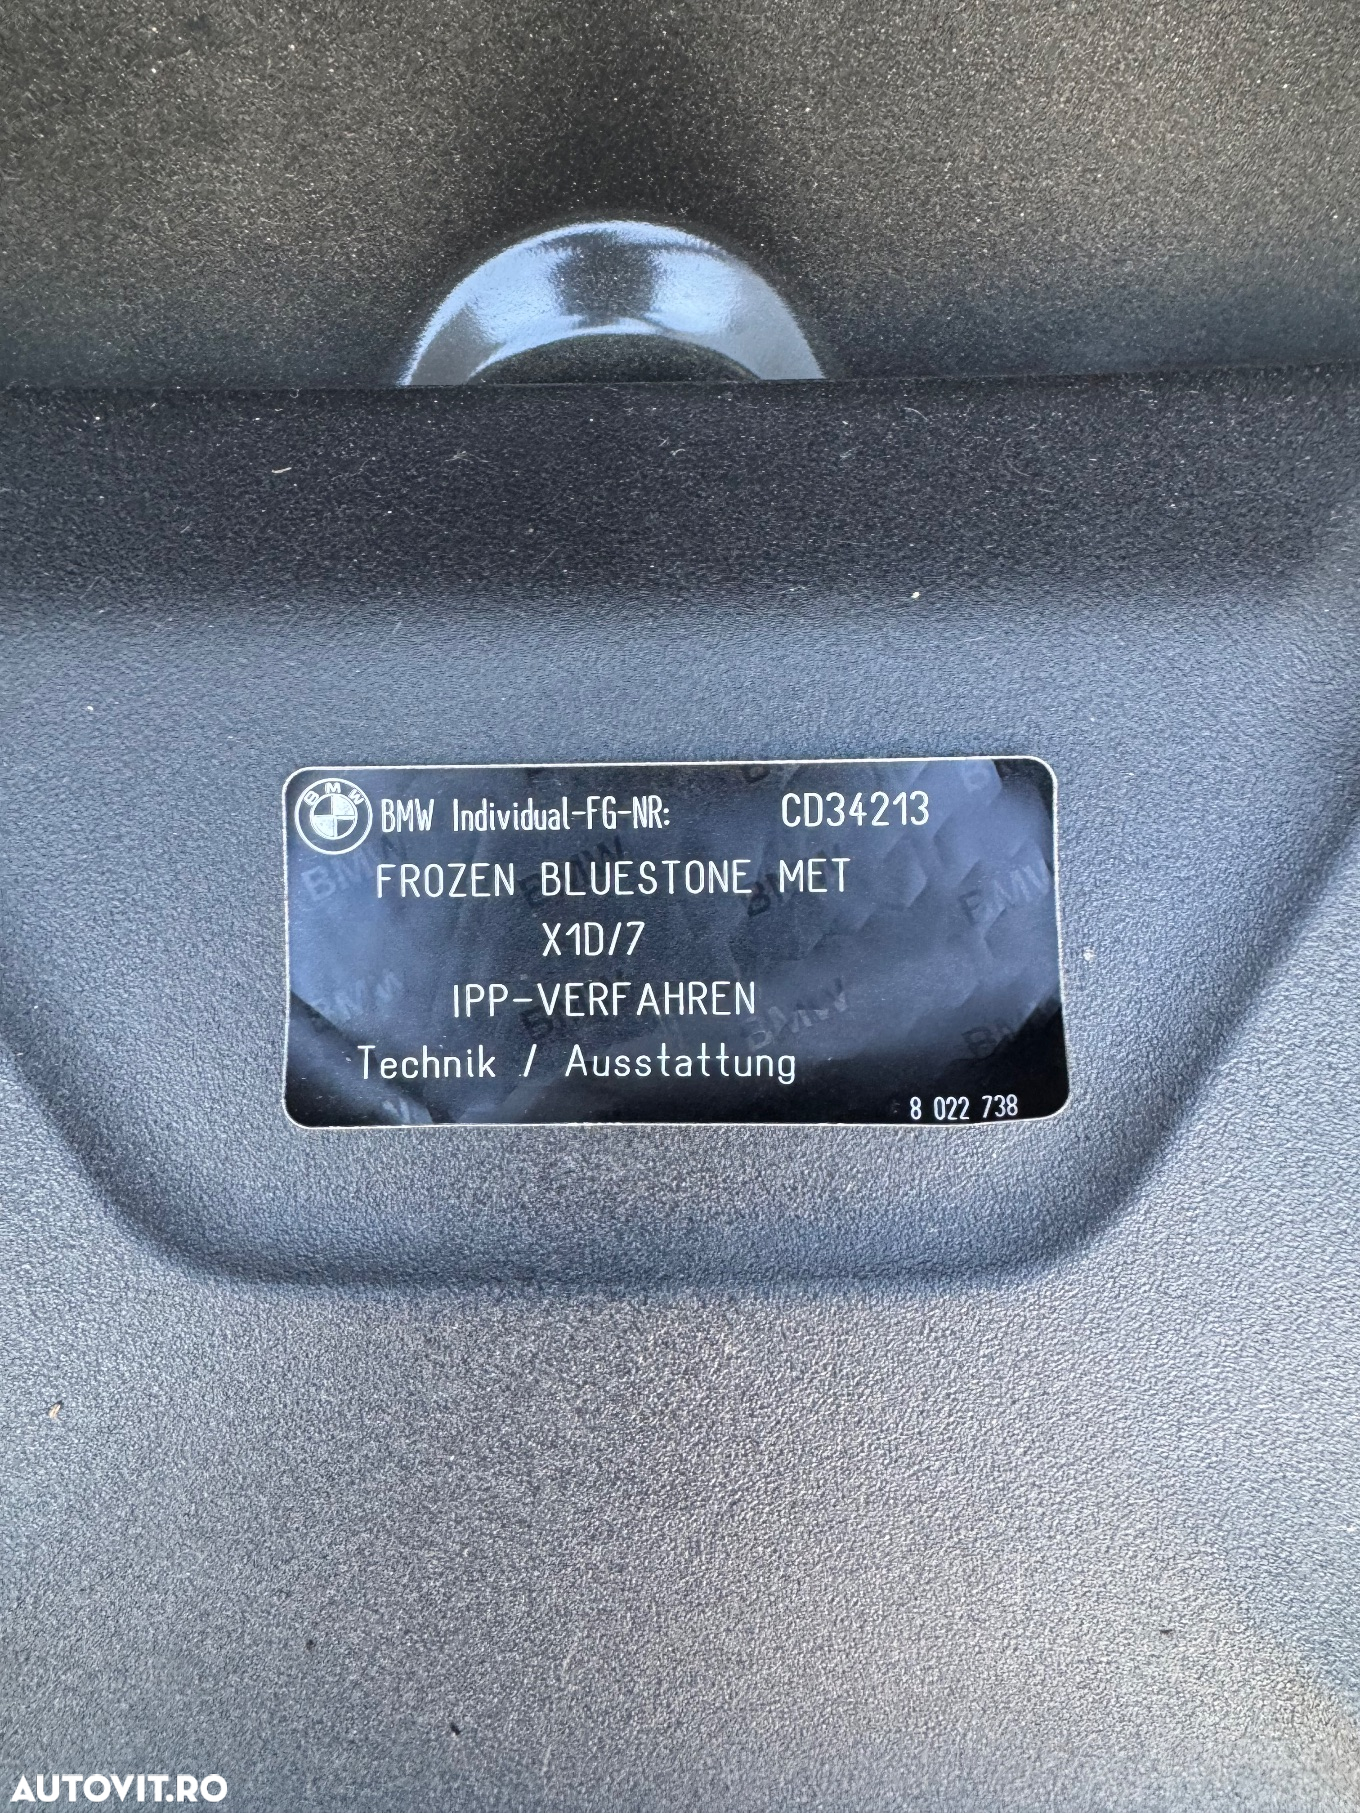 BMW
BMW Individual-FG-NR: CD34213
FROZEN BLUESTONE MET
X1D/7
IPP-VERFAHREN
Technik / Ausstattung
8 022 738
AUTOVIT.RO